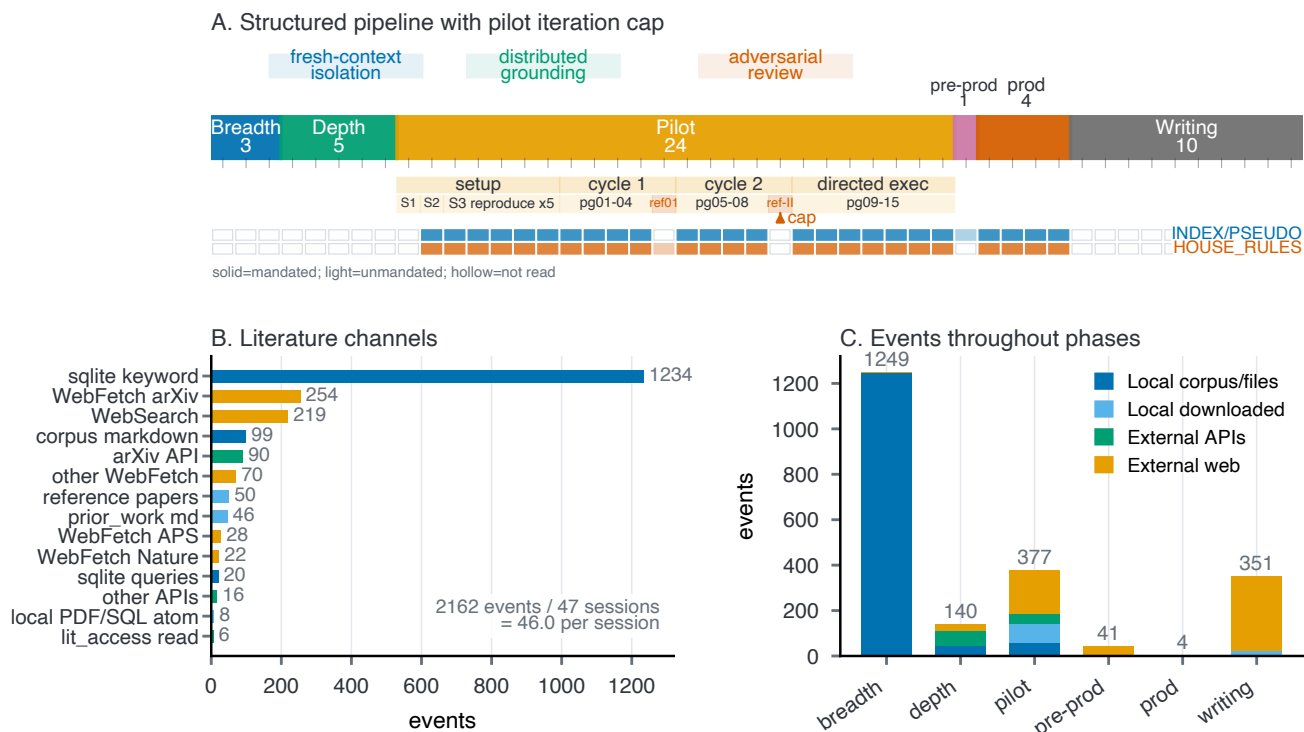 A. Structured pipeline with pilot iteration cap
fresh-context
isolation
distributed
grounding
adversarial
review
pre-prod
1
prod
4
Breadth
3
Depth
5
Pilot
24
Writing
10
setup
cycle 1
cycle 2
directed exec
S1
S2
S3 reproduce x5
pg01-04
ref01
pg05-08
ref-II
pg09-15
cap
INDEX/PSEUDO
HOUSE_RULES
solid=mandated; light=unmandated; hollow=not read
B. Literature channels
sqlite keyword 1234
WebFetch arXiv 254
WebSearch 219
corpus markdown 99
arXiv API 90
other WebFetch 70
reference papers 50
prior_work md 46
WebFetch APS 28
WebFetch Nature 22
sqlite queries 20
other APIs 16
local PDF/SQL atom 8
lit_access read 6
2162 events / 47 sessions
= 46.0 per session
0 200 400 600 800 1000 1200
events
C. Events throughout phases
1249
140
377
41
4
351
Local corpus/files
Local downloaded
External APIs
External web
1200
1000
800
600
400
200
0
events
breadth
depth
pilot
pre-prod
prod
writing